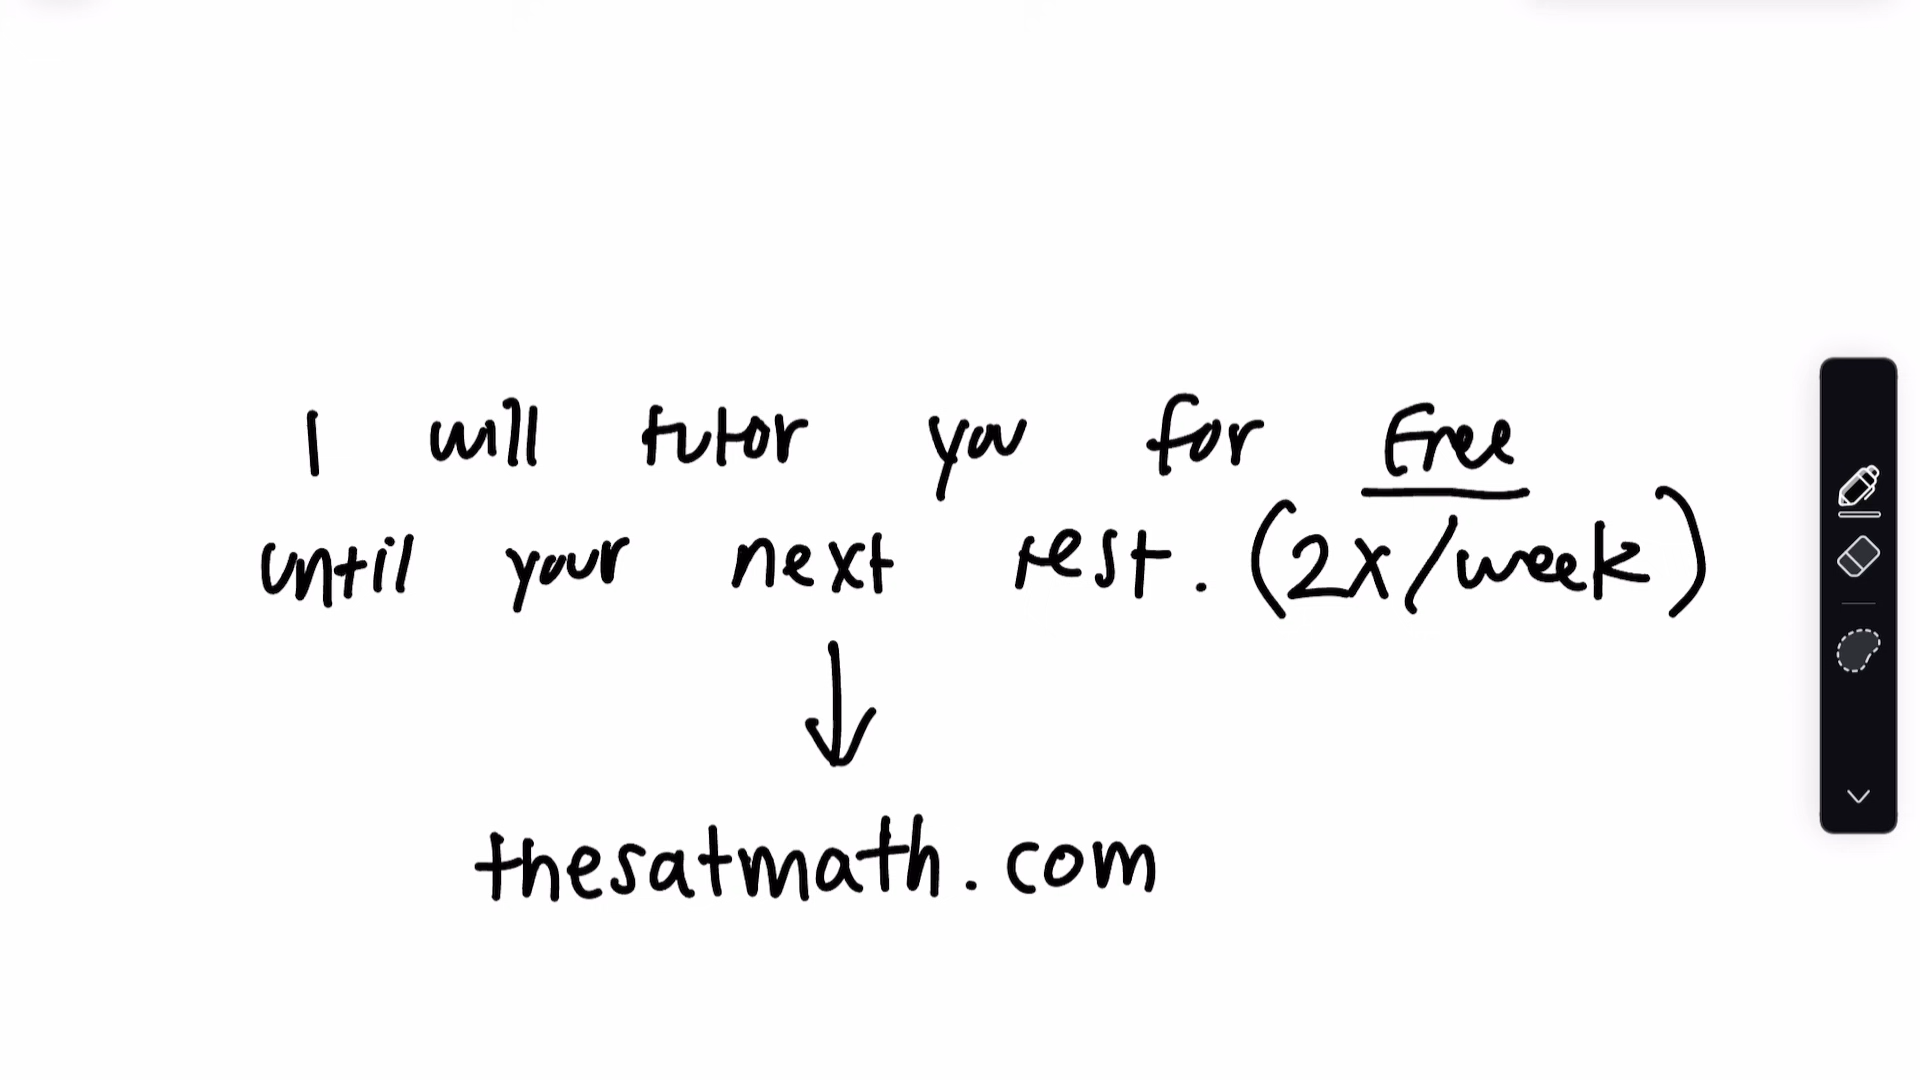 I will tutor you for Free
until your next test. (2x/week)
↓
thesatmath.com